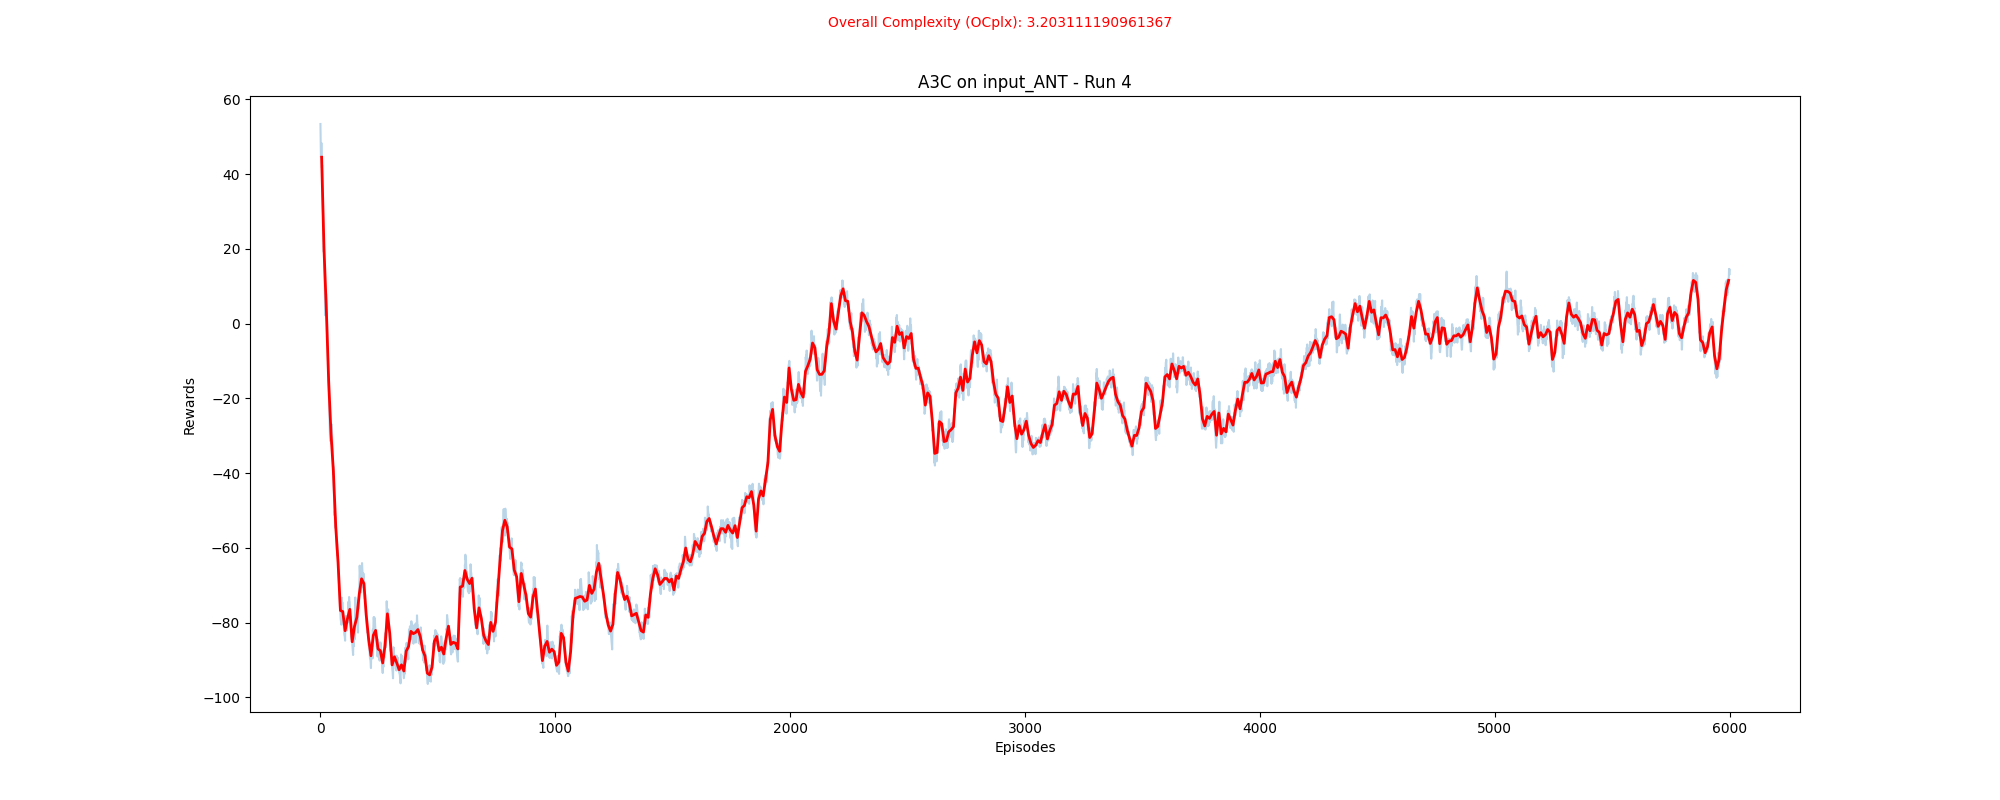 Overall Complexity (OCplx): 3.203111190961367
A3C on input_ANT - Run 4
60
40
20
0
−20
−40
−60
−80
−100
Rewards
0 1000 2000 3000 4000 5000 6000
Episodes